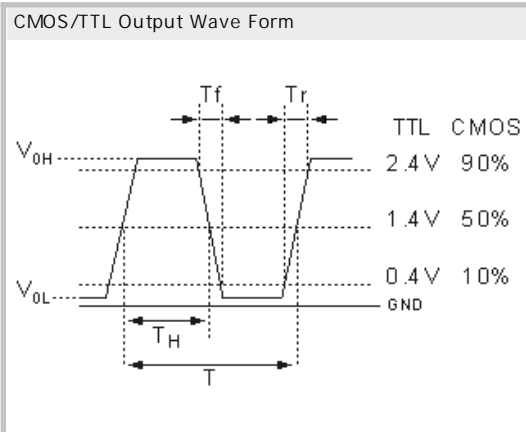 CMOS/TTL Output Wave Form
Tf Tr
TTL CMOS
V0H 2.4V 90%
1.4V 50%
0.4V 10%
V0L GND
TH
T